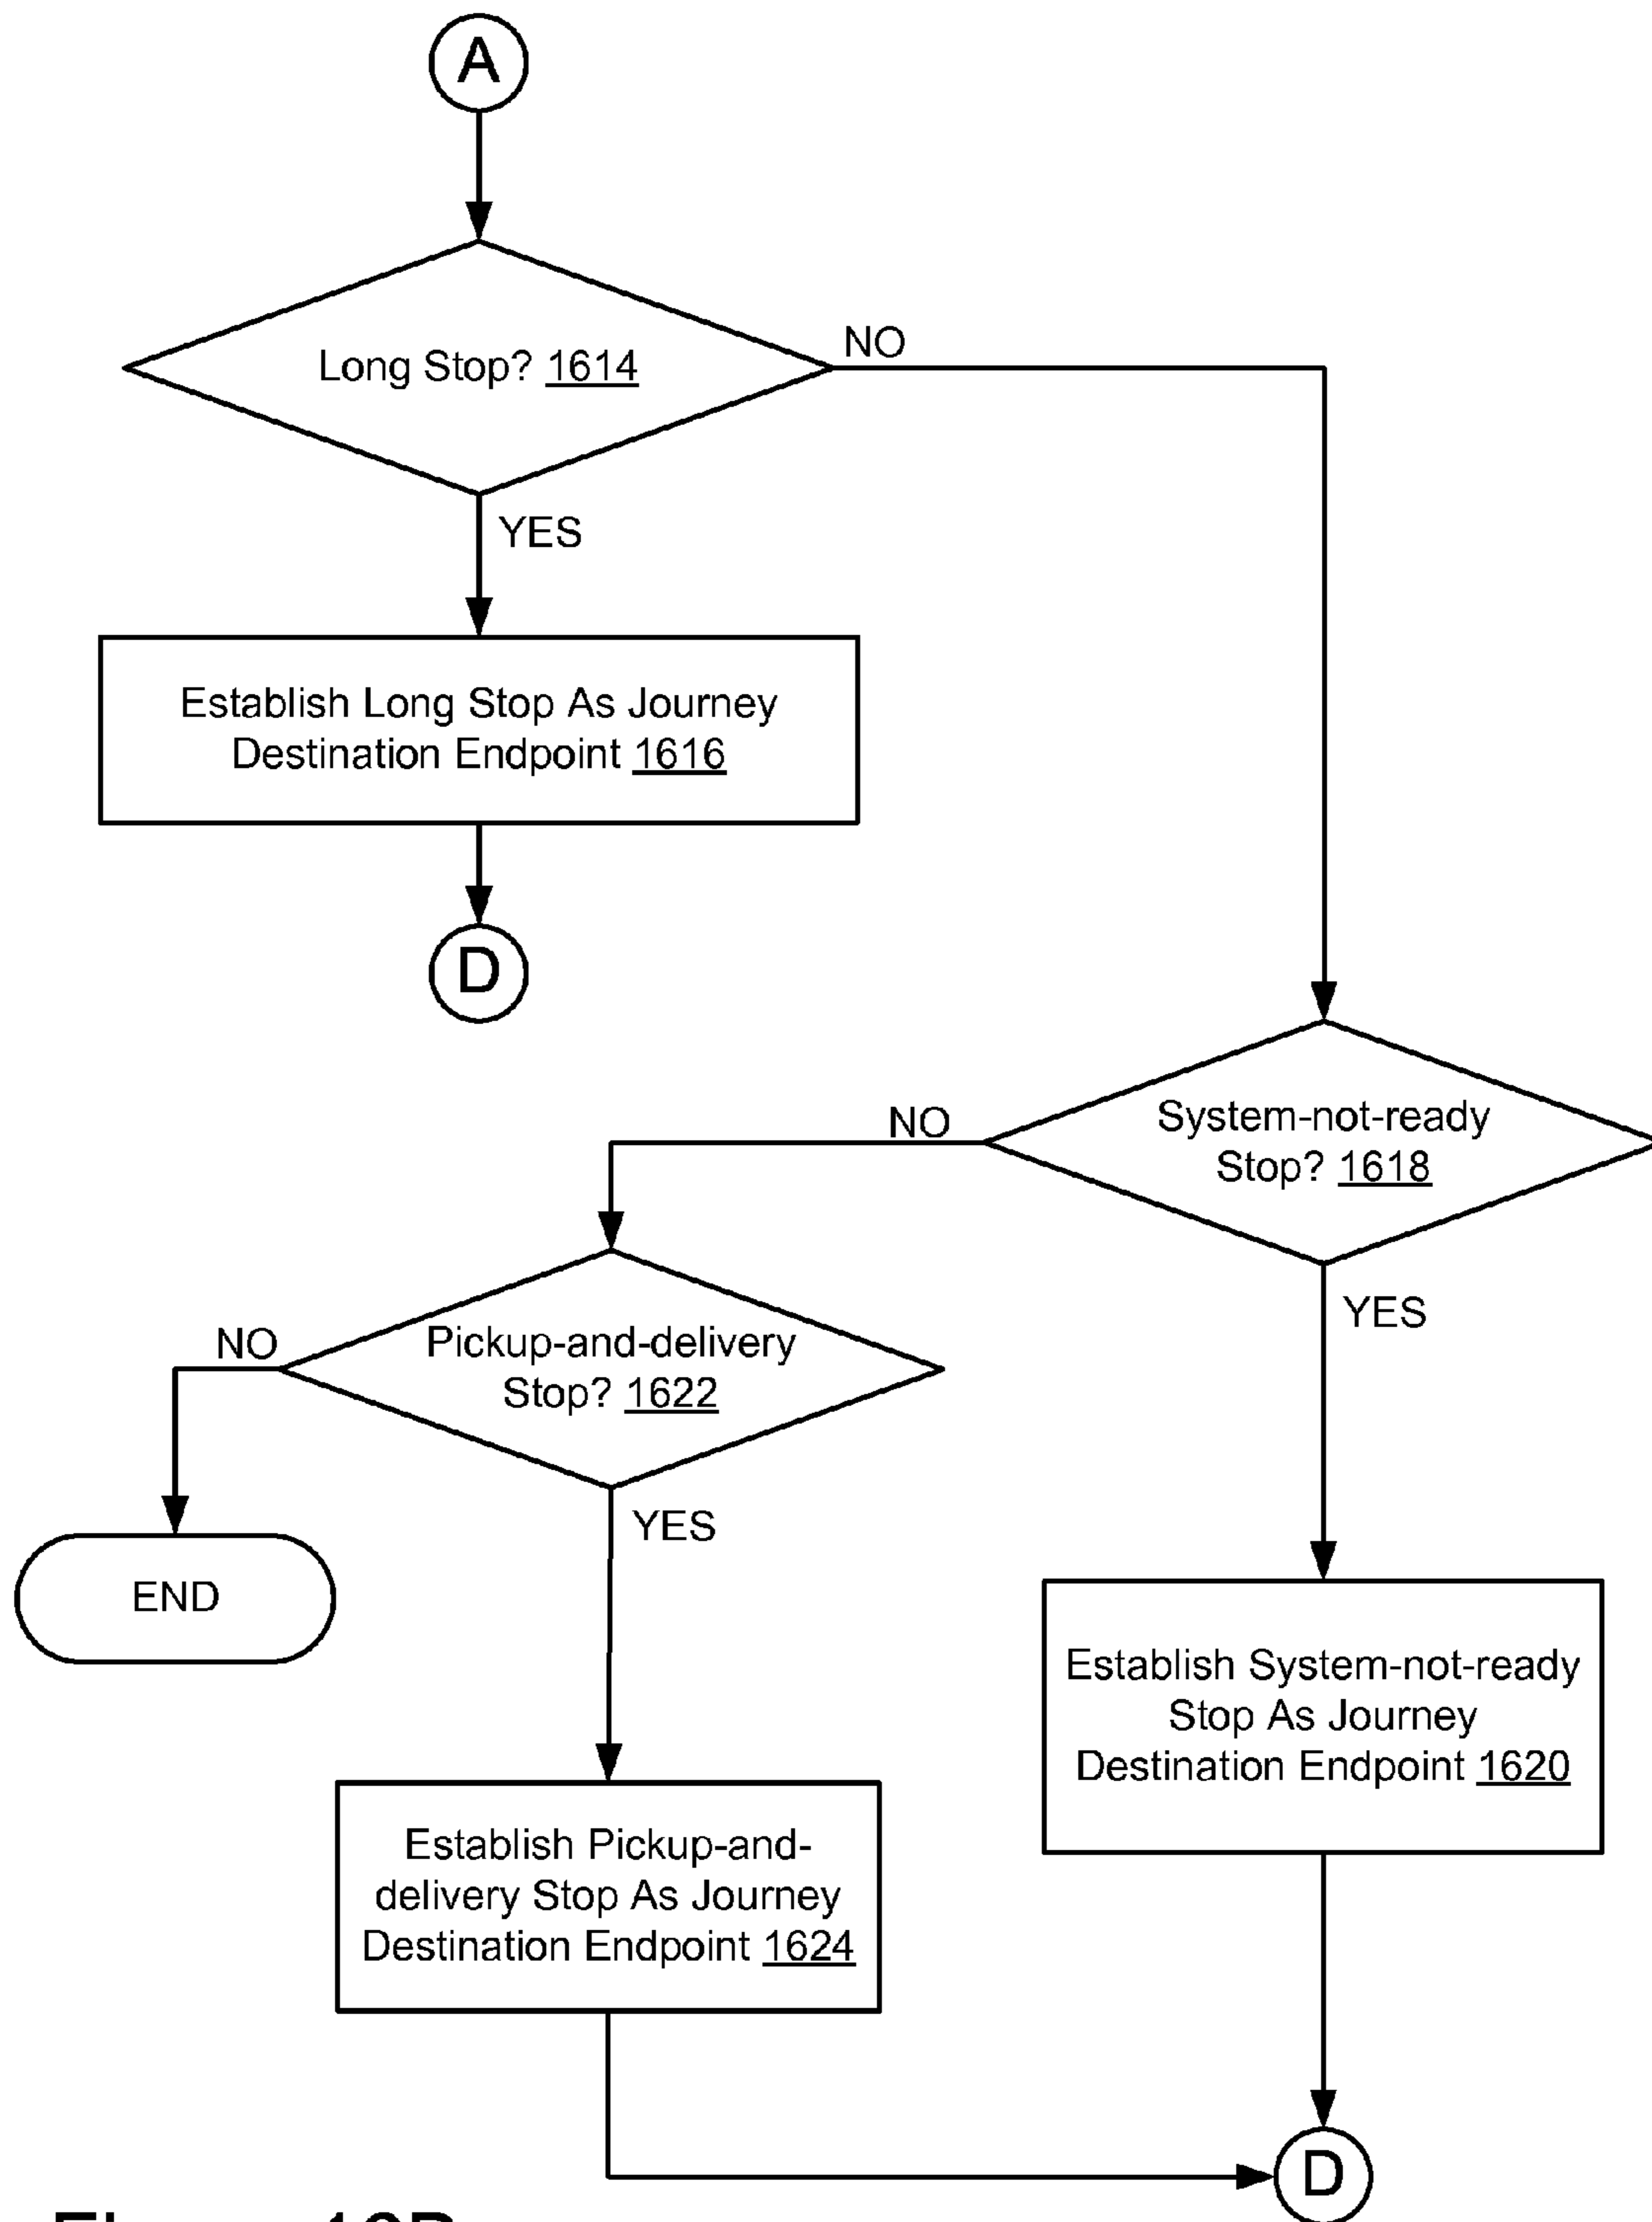 A
Long Stop? 1614
NO
YES
Establish Long Stop As Journey
Destination Endpoint 1616
D
System-not-ready
Stop? 1618
NO
YES
Pickup-and-delivery
Stop? 1622
NO
YES
END
Establish System-not-ready
Stop As Journey
Destination Endpoint 1620
Establish Pickup-and-
delivery Stop As Journey
Destination Endpoint 1624
D